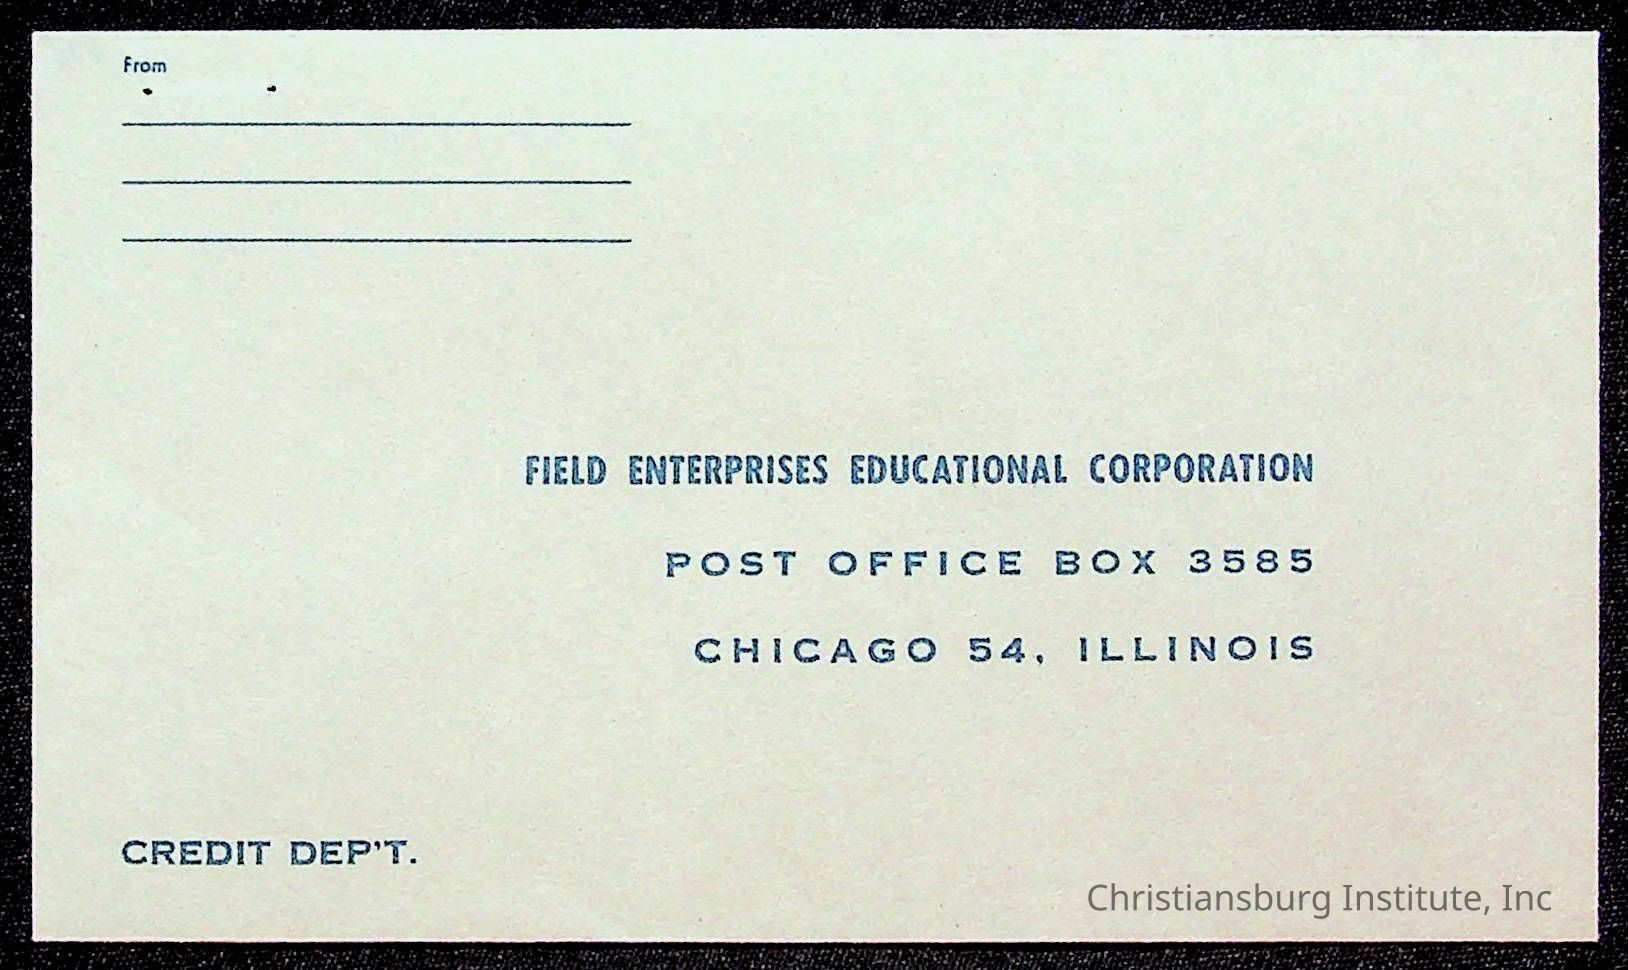 From
FIELD ENTERPRISES EDUCATIONAL CORPORATION
POST OFFICE BOX 3585
CHICAGO 54, ILLINOIS
CREDIT DEP'T.
Christiansburg Institute, Inc